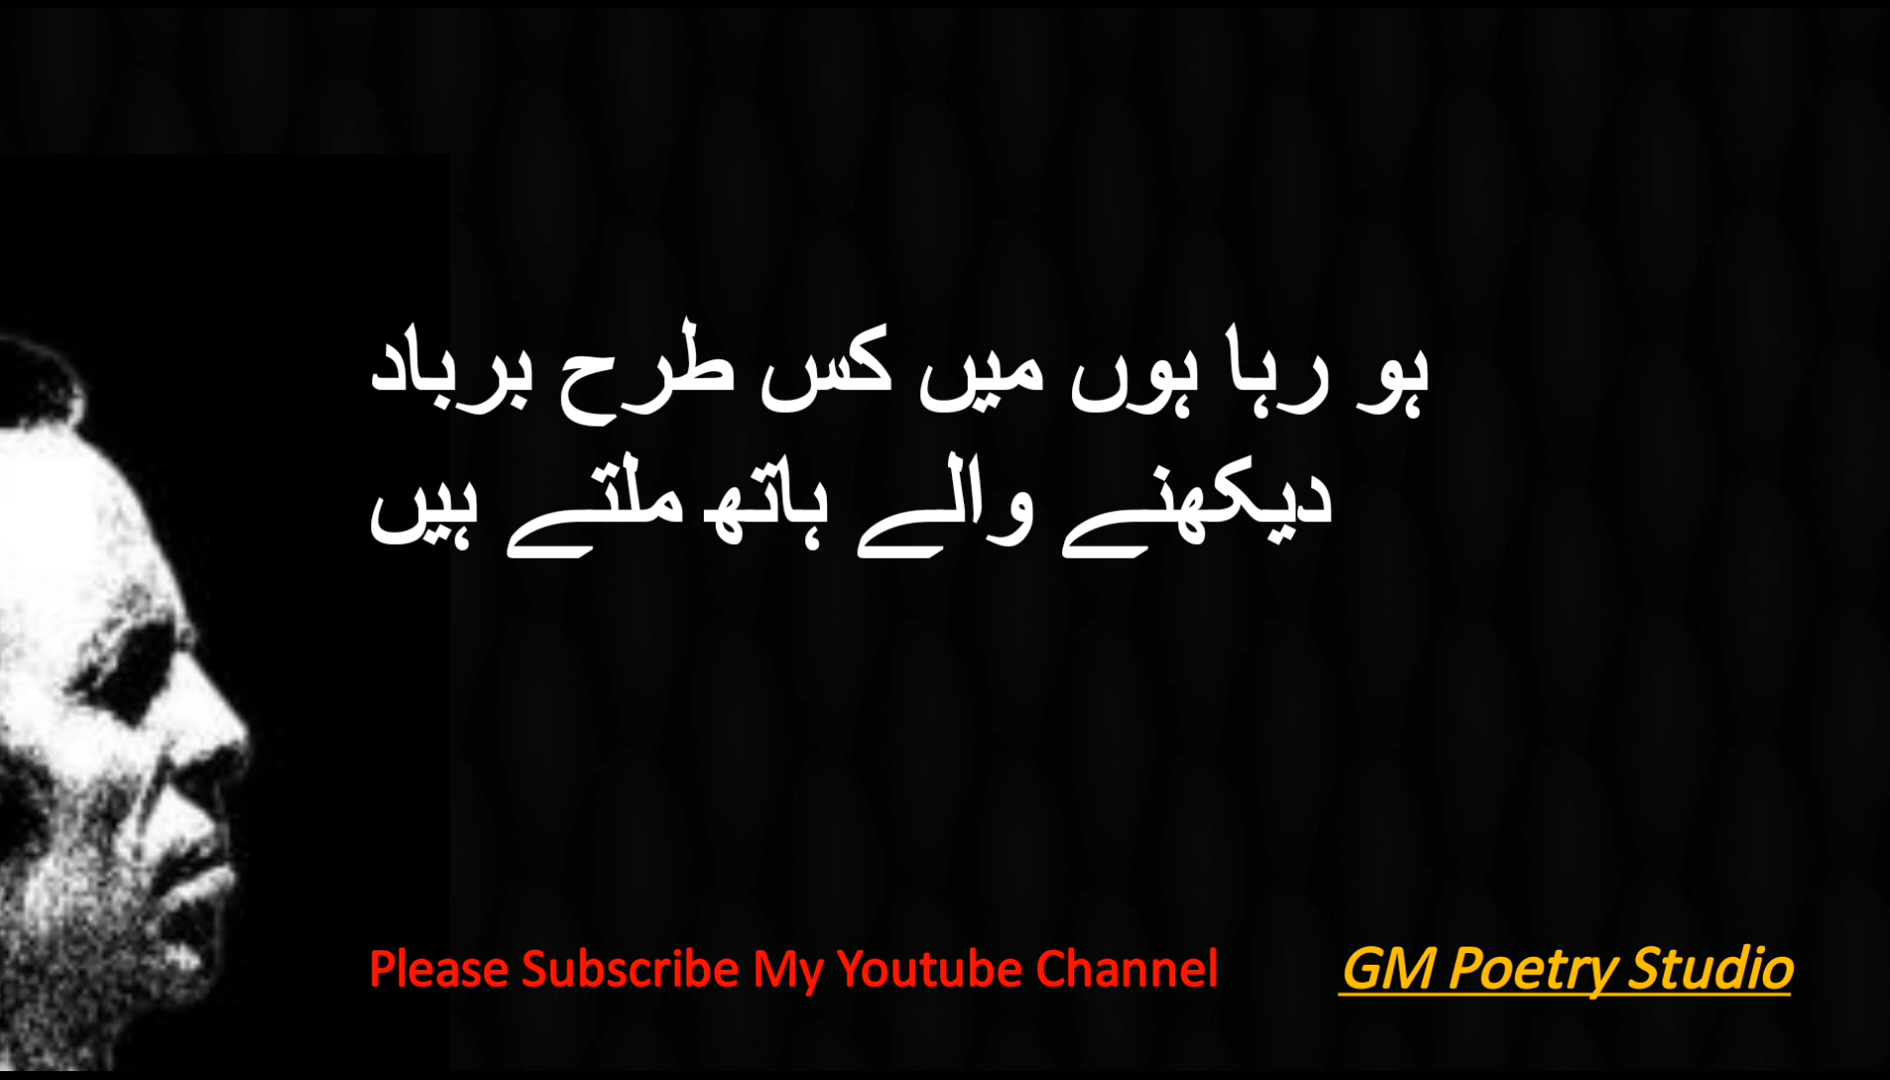 ہو رہا ہوں میں کس طرح برباد
دیکھنے والے ہاتھ ملتے ہیں
Please Subscribe My Youtube Channel GM Poetry Studio